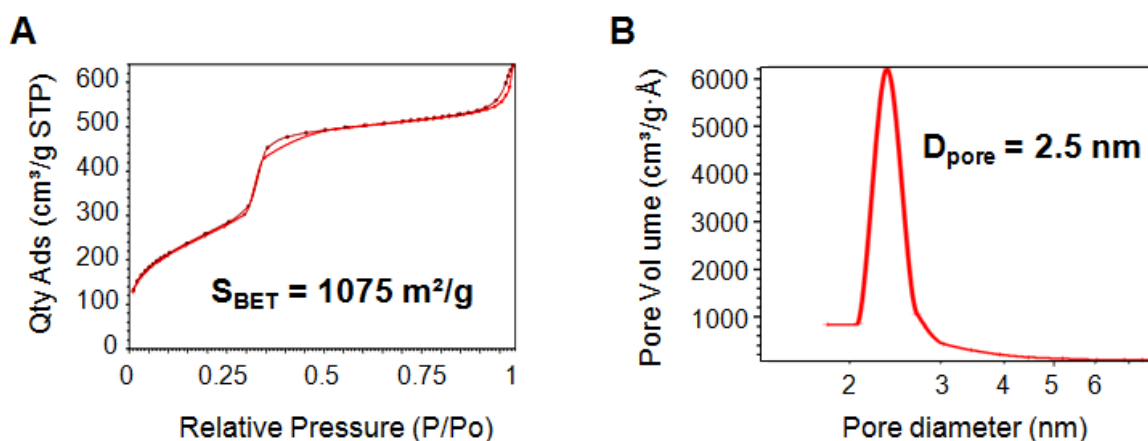 A
Qty Ads (cm³/g STP)
600
500
400
300
200
100
0
S_BET = 1075 m²/g
0 0.25 0.5 0.75 1
Relative Pressure (P/Po)
B
Pore Vol ume (cm³/g·Å)
6000
5000
4000
3000
2000
1000
D_pore = 2.5 nm
2 3 4 5 6
Pore diameter (nm)